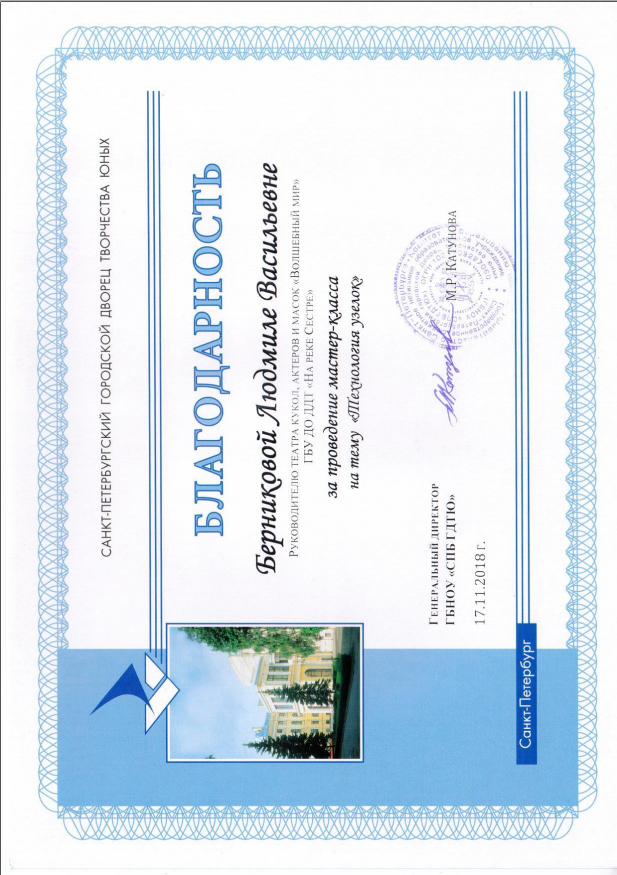 САНКТ-ПЕТЕРБУРГСКИЙ ГОРОДСКОЙ ДВОРЕЦ ТВОРЧЕСТВА ЮНЫХ
БЛАГОДАРНОСТЬ
Берниковой Людмиле Васильевне
Руководителю театра кукол, актеров и масок «Волшебный мир»
ГБУ ДО ДДТ «На реке Сестре»
за проведение мастер-класса
на тему «Технология узелок»
Генеральный директор
ГБНОУ «СПБ ГДТЮ»
М.Р. Катунова
17.11.2018 г.
Санкт-Петербург